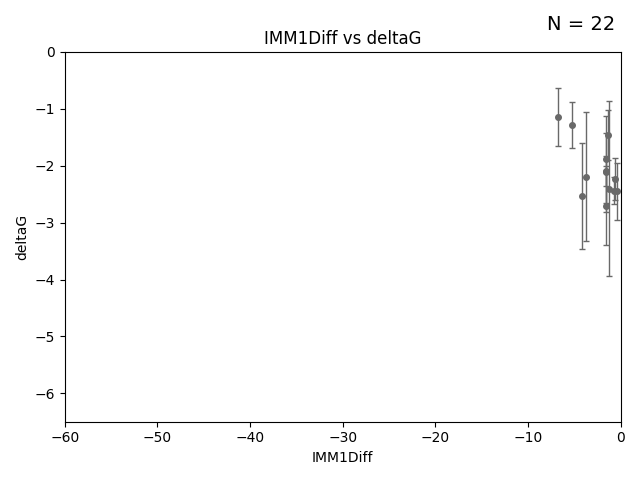 N = 22
IMM1Diff vs deltaG
deltaG
0
−1
−2
−3
−4
−5
−6
−60 −50 −40 −30 −20 −10 0
IMM1Diff